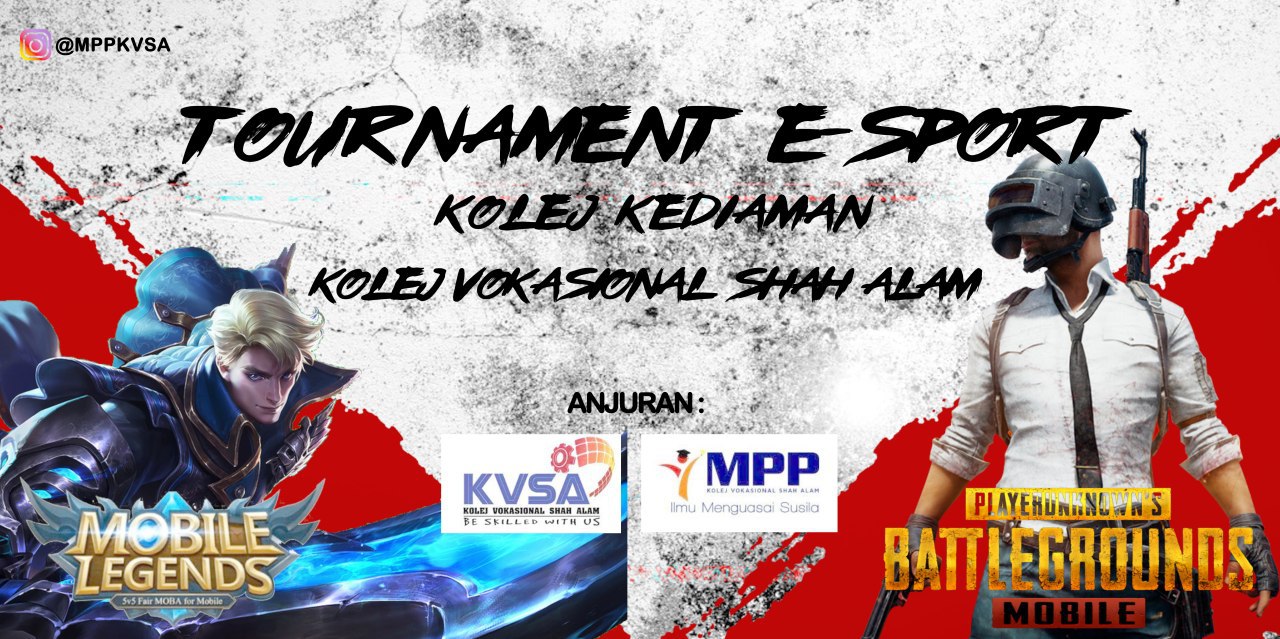 @MPPKVSA
TOURNAMENT E-SPORT
KOLEJ KEDIAMAN
KOLEJ VOKASIONAL SHAH ALAM
ANJURAN :
KVSA
KOLEJ VOKASIONAL SHAH ALAM
BE SKILLED WITH US
MPP
KOLEJ VOKASIONAL SHAH ALAM
Ilmu Menguasai Susila
MOBILE
LEGENDS
5v5 Fair MOBA for Mobile
PLAYERUNKNOWN'S
BATTLEGROUNDS
MOBILE